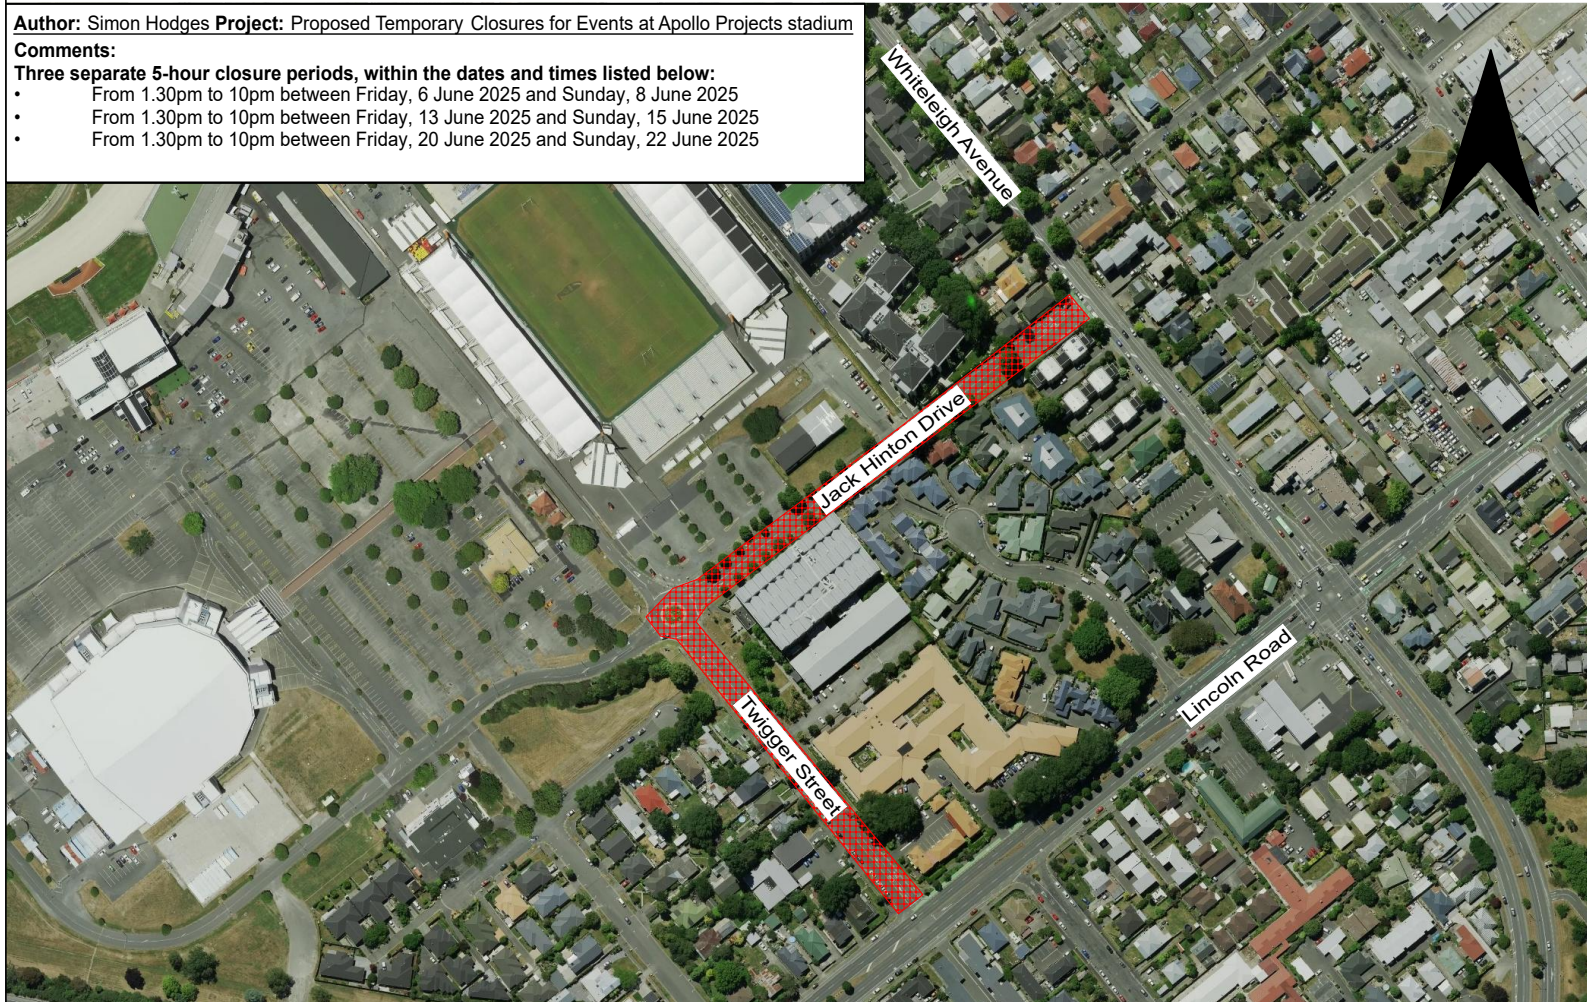 Author: Simon Hodges Project: Proposed Temporary Closures for Events at Apollo Projects stadium
Comments:
Three separate 5-hour closure periods, within the dates and times listed below:
• From 1.30pm to 10pm between Friday, 6 June 2025 and Sunday, 8 June 2025
• From 1.30pm to 10pm between Friday, 13 June 2025 and Sunday, 15 June 2025
• From 1.30pm to 10pm between Friday, 20 June 2025 and Sunday, 22 June 2025
Whiteleigh Avenue
Jack Hinton Drive
Lincoln Road
Twigger Street